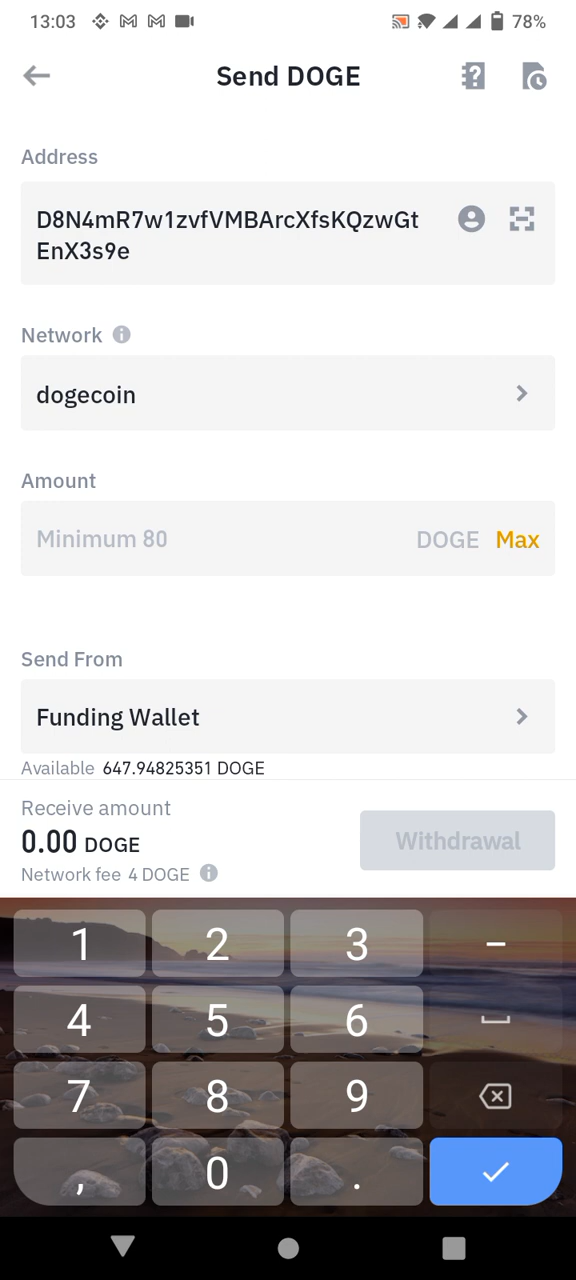 13:03
78%
Send DOGE
Address
D8N4mR7w1zvfVMBArcXfsKQzwGt
EnX3s9e
Network
dogecoin
Amount
Minimum 80 DOGE Max
Send From
Funding Wallet
Available 647.94825351 DOGE
Receive amount
0.00 DOGE
Withdrawal
Network fee 4 DOGE
1 2 3 –
4 5 6
7 8 9
, 0 .